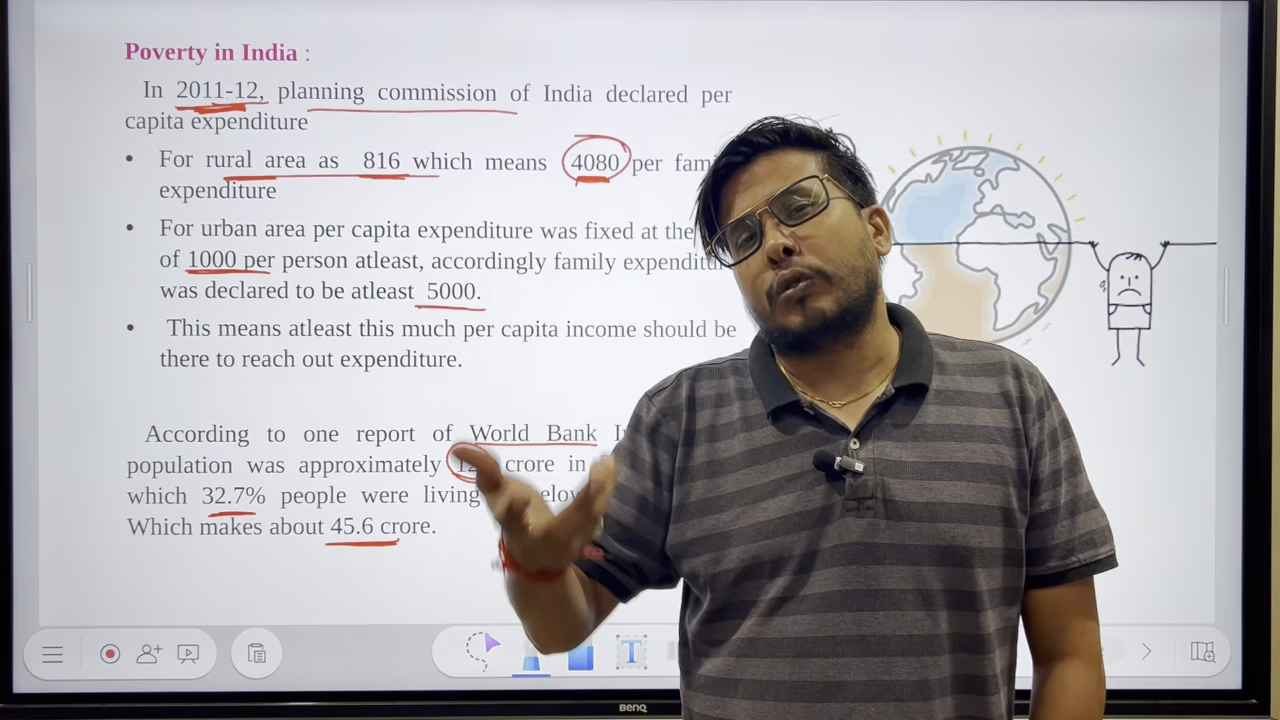 Poverty in India :
In 2011-12, planning commission of India declared per
capita expenditure
• For rural area as 816 which means 4080 per
expenditure
• For urban area per capita expenditure was fixed at the
of 1000 per person atleast, accordingly family
was declared to be atleast 5000.
• This means atleast this much per capita income should be
there to reach out expenditure.
According to one report of World Bank
population was approximately crore in
which 32.7% people were living
Which makes about 45.6 crore.
T
BenQ